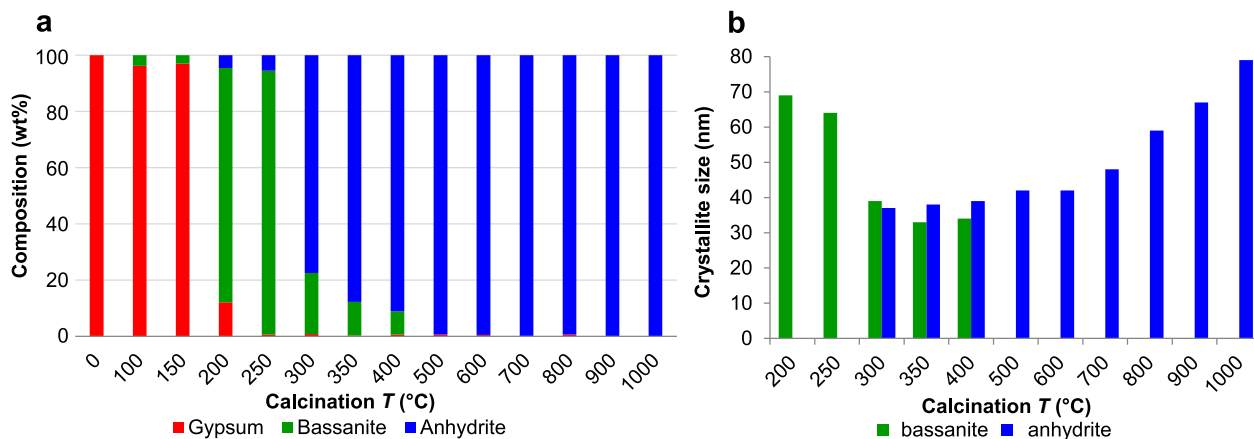 a
Composition (wt%)
100
80
60
40
20
0
0 100 150 200 250 300 350 400 500 600 700 800 900 1000
Calcination T (°C)
Gypsum Bassanite Anhydrite
b
Crystallite size (nm)
80
70
60
50
40
30
20
10
0
200 250 300 350 400 500 600 700 800 900 1000
Calcination T (°C)
bassanite anhydrite